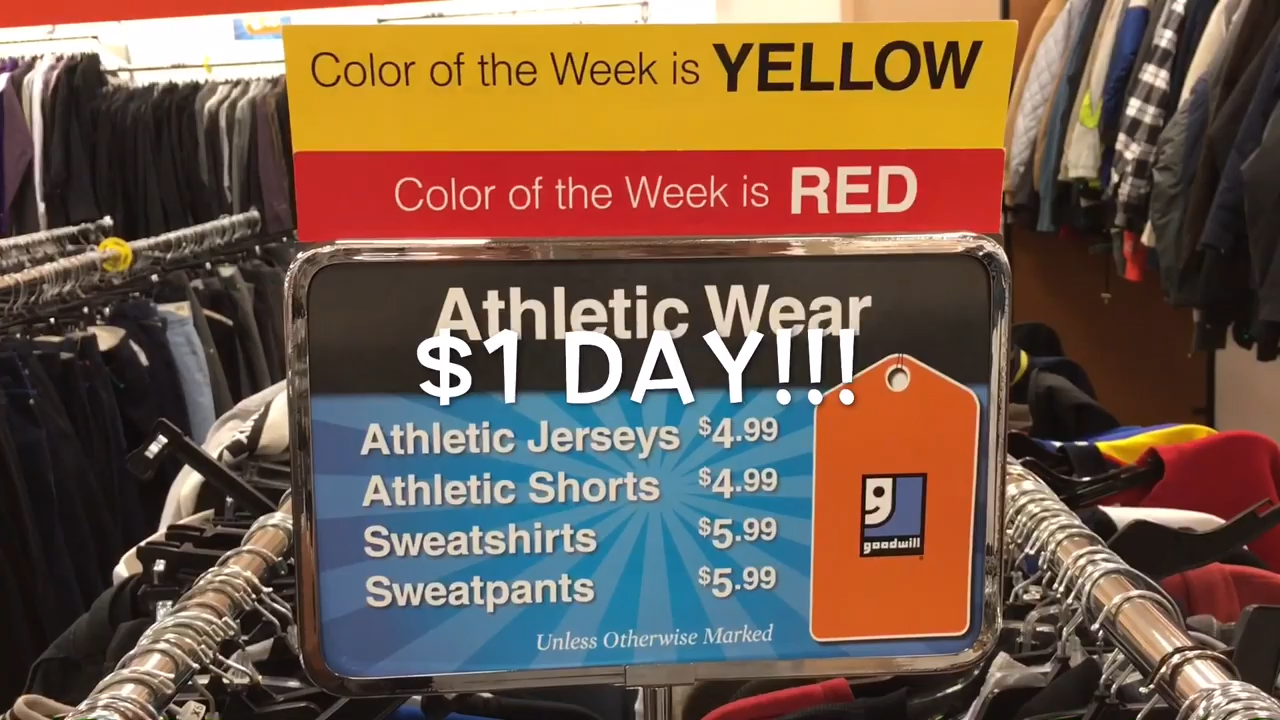 Color of the Week is YELLOW
Color of the Week is RED
Athletic Wear
$1 DAY!!!
Athletic Jerseys $4.99
Athletic Shorts $4.99
Sweatshirts $5.99
Sweatpants $5.99
Unless Otherwise Marked
g
goodwill